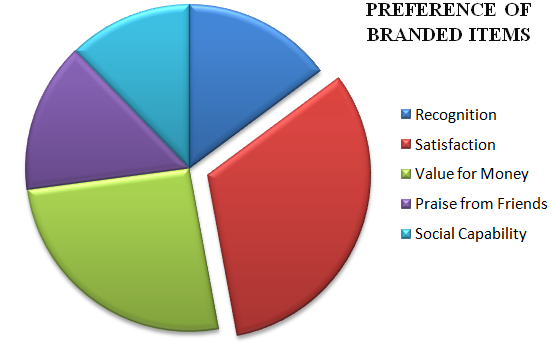 PREFERENCE OF
BRANDED ITEMS
Recognition
Satisfaction
Value for Money
Praise from Friends
Social Capability